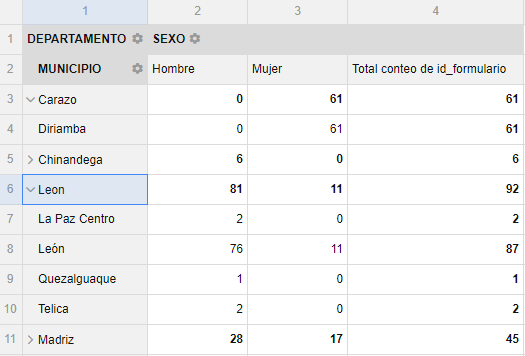 1 2 3 4
1 DEPARTAMENTO SEXO
2 MUNICIPIO Hombre Mujer Total conteo de id_formulario
3 Carazo 0 61 61
4 Diriamba 0 61 61
5 Chinandega 6 0 6
6 Leon 81 11 92
7 La Paz Centro 2 0 2
8 León 76 11 87
9 Quezalguaque 1 0 1
10 Telica 2 0 2
11 Madriz 28 17 45